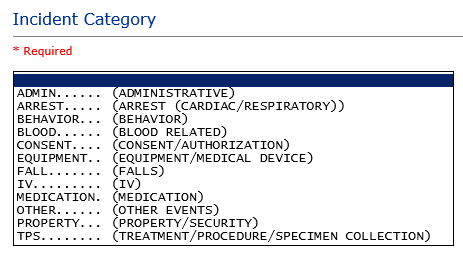 Incident Category
* Required
ADMIN...... (ADMINISTRATIVE)
ARREST..... (ARREST (CARDIAC/RESPIRATORY))
BEHAVIOR... (BEHAVIOR)
BLOOD...... (BLOOD RELATED)
CONSENT.... (CONSENT/AUTHORIZATION)
EQUIPMENT.. (EQUIPMENT/MEDICAL DEVICE)
FALL....... (FALLS)
IV......... (IV)
MEDICATION. (MEDICATION)
OTHER...... (OTHER EVENTS)
PROPERTY... (PROPERTY/SECURITY)
TPS........ (TREATMENT/PROCEDURE/SPECIMEN COLLECTION)